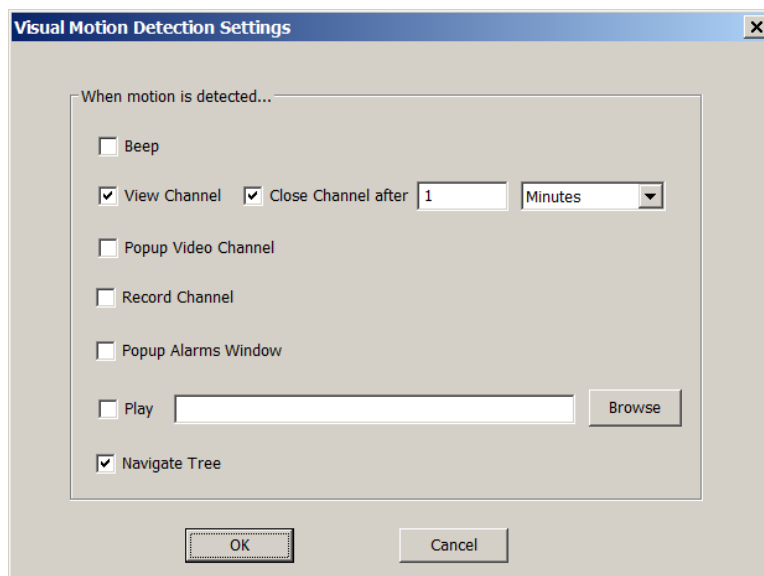 Visual Motion Detection Settings
When motion is detected...
Beep
View Channel Close Channel after 1 Minutes
Popup Video Channel
Record Channel
Popup Alarms Window
Play Browse
Navigate Tree
OK Cancel